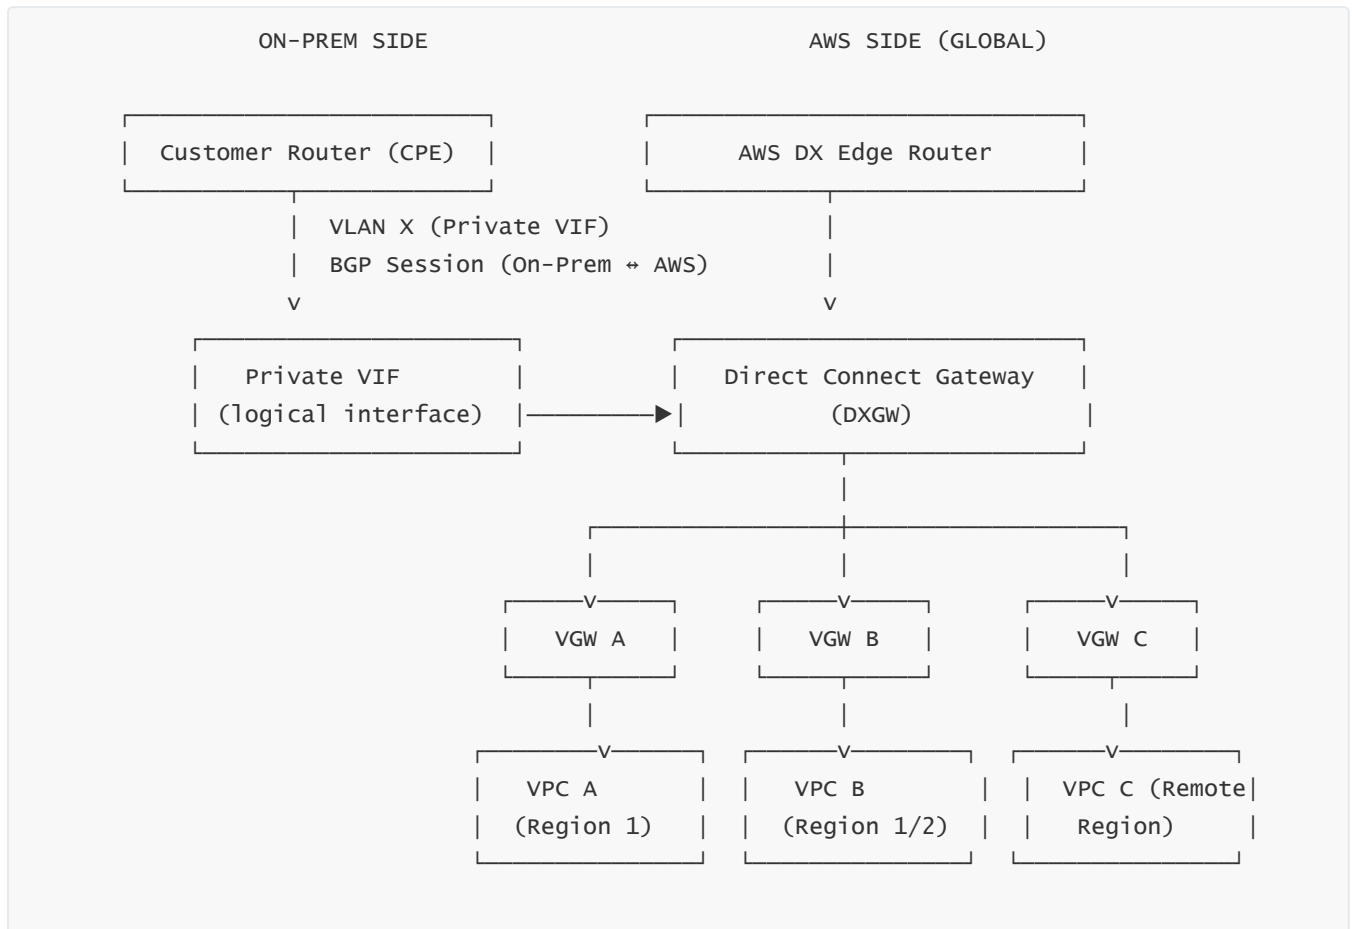 ON-PREM SIDE AWS SIDE (GLOBAL)
Customer Router (CPE) AWS DX Edge Router
VLAN X (Private VIF)
BGP Session (On-Prem ↔ AWS)
v v
Private VIF Direct Connect Gateway
(logical interface) (DXGW)
v v v
VGW A VGW B VGW C
v v v
VPC A VPC B VPC C (Remote
(Region 1) (Region 1/2) Region)